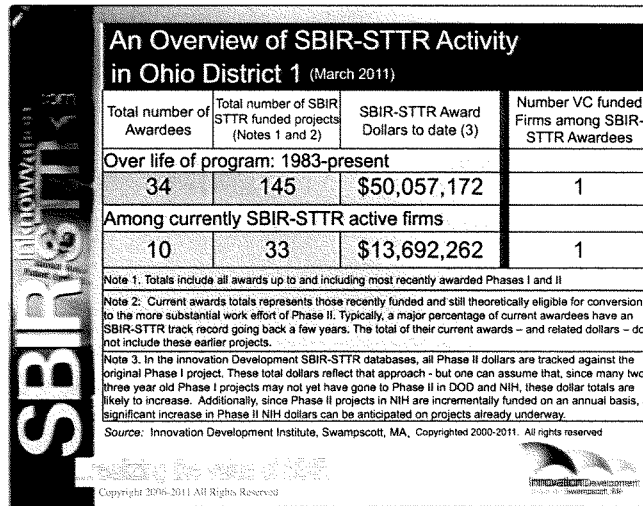 An Overview of SBIR-STTR Activity
in Ohio District 1 (March 2011)
Total number of Awardees
Total number of SBIR STTR funded projects (Notes 1 and 2)
SBIR-STTR Award Dollars to date (3)
Number VC funded Firms among SBIR-STTR Awardees
Over life of program: 1983-present
34 145 $50,057,172 1
Among currently SBIR-STTR active firms
10 33 $13,692,262 1
Note 1. Totals include all awards up to and including most recently awarded Phases I and II
Note 2: Current awards totals represents those recently funded and still theoretically eligible for conversion
to the more substantial work effort of Phase II. Typically, a major percentage of current awardees have an
SBIR-STTR track record going back a few years. The total of their current awards – and related dollars – do
not include these earlier projects.
Note 3. In the innovation Development SBIR-STTR databases, all Phase II dollars are tracked against the
original Phase I project. These total dollars reflect that approach - but one can assume that, since many two
three year old Phase I projects may not yet have gone to Phase II in DOD and NIH, these dollar totals are
likely to increase. Additionally, since Phase II projects in NIH are incrementally funded on an annual basis,
significant increase in Phase II NIH dollars can be anticipated on projects already underway.
Source: Innovation Development Institute, Swampscott, MA, Copyrighted 2000-2011. All rights reserved
SBIR &STTR
Inknowvation
realizing the value of SBIR
Copyright 2006-2011 All Rights Reserved
Innovation Development
Swampscott, MA